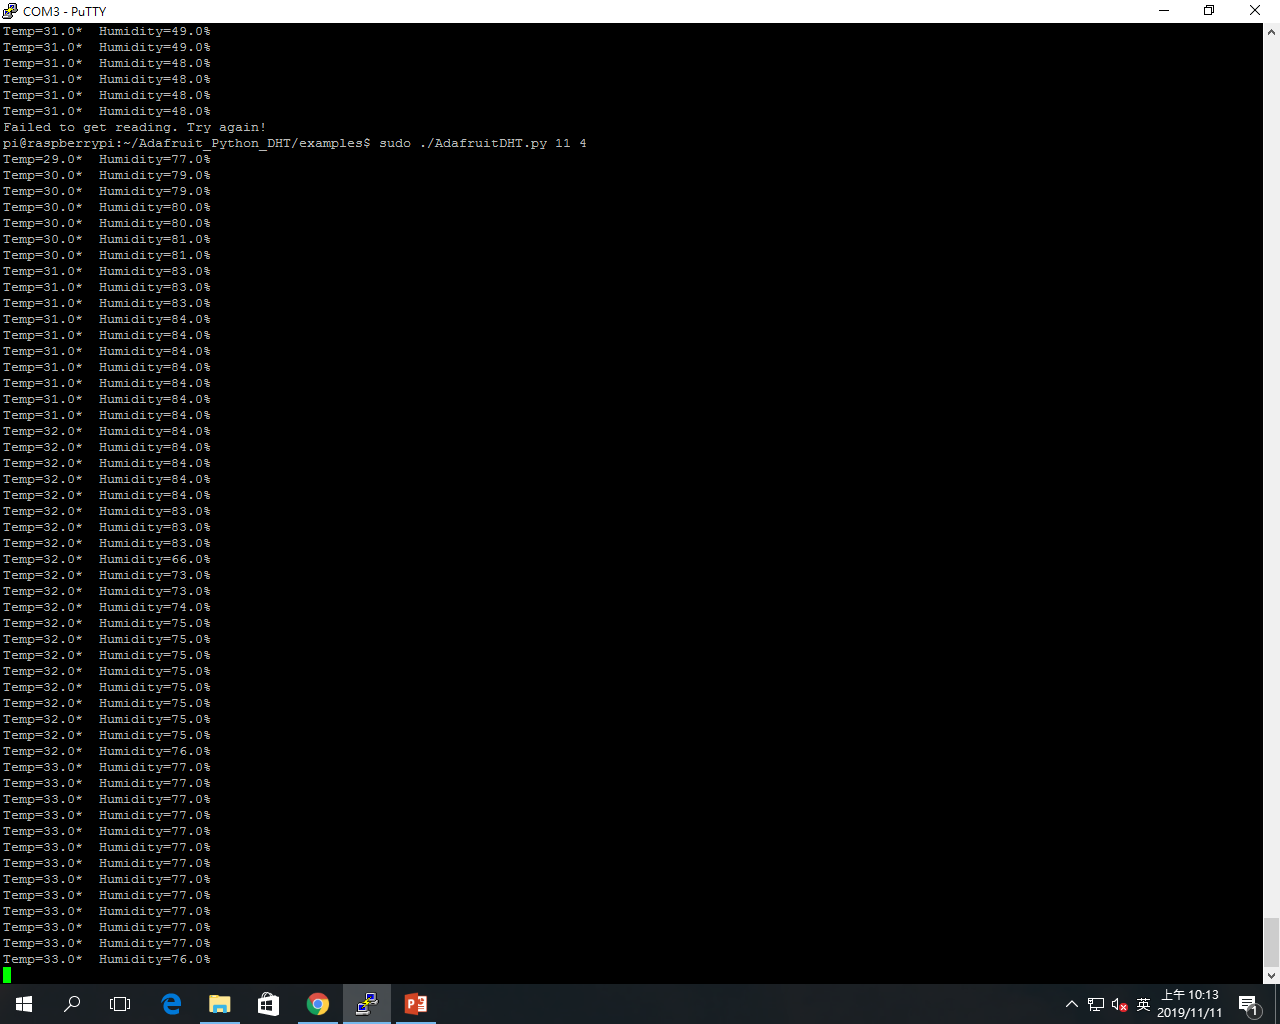 COM3 - PuTTY
Temp=31.0*  Humidity=49.0%
Temp=31.0*  Humidity=49.0%
Temp=31.0*  Humidity=48.0%
Temp=31.0*  Humidity=48.0%
Temp=31.0*  Humidity=48.0%
Temp=31.0*  Humidity=48.0%
Failed to get reading. Try again!
pi@raspberrypi:~/Adafruit_Python_DHT/examples$ sudo ./AdafruitDHT.py 11 4
Temp=29.0*  Humidity=77.0%
Temp=30.0*  Humidity=79.0%
Temp=30.0*  Humidity=79.0%
Temp=30.0*  Humidity=80.0%
Temp=30.0*  Humidity=80.0%
Temp=30.0*  Humidity=81.0%
Temp=30.0*  Humidity=81.0%
Temp=31.0*  Humidity=83.0%
Temp=31.0*  Humidity=83.0%
Temp=31.0*  Humidity=83.0%
Temp=31.0*  Humidity=84.0%
Temp=31.0*  Humidity=84.0%
Temp=31.0*  Humidity=84.0%
Temp=31.0*  Humidity=84.0%
Temp=31.0*  Humidity=84.0%
Temp=31.0*  Humidity=84.0%
Temp=31.0*  Humidity=84.0%
Temp=32.0*  Humidity=84.0%
Temp=32.0*  Humidity=84.0%
Temp=32.0*  Humidity=84.0%
Temp=32.0*  Humidity=84.0%
Temp=32.0*  Humidity=84.0%
Temp=32.0*  Humidity=83.0%
Temp=32.0*  Humidity=83.0%
Temp=32.0*  Humidity=83.0%
Temp=32.0*  Humidity=66.0%
Temp=32.0*  Humidity=73.0%
Temp=32.0*  Humidity=73.0%
Temp=32.0*  Humidity=74.0%
Temp=32.0*  Humidity=75.0%
Temp=32.0*  Humidity=75.0%
Temp=32.0*  Humidity=75.0%
Temp=32.0*  Humidity=75.0%
Temp=32.0*  Humidity=75.0%
Temp=32.0*  Humidity=75.0%
Temp=32.0*  Humidity=75.0%
Temp=32.0*  Humidity=75.0%
Temp=32.0*  Humidity=76.0%
Temp=33.0*  Humidity=77.0%
Temp=33.0*  Humidity=77.0%
Temp=33.0*  Humidity=77.0%
Temp=33.0*  Humidity=77.0%
Temp=33.0*  Humidity=77.0%
Temp=33.0*  Humidity=77.0%
Temp=33.0*  Humidity=77.0%
Temp=33.0*  Humidity=77.0%
Temp=33.0*  Humidity=77.0%
Temp=33.0*  Humidity=77.0%
Temp=33.0*  Humidity=77.0%
Temp=33.0*  Humidity=77.0%
Temp=33.0*  Humidity=76.0%
英
上午 10:13
2019/11/11
1